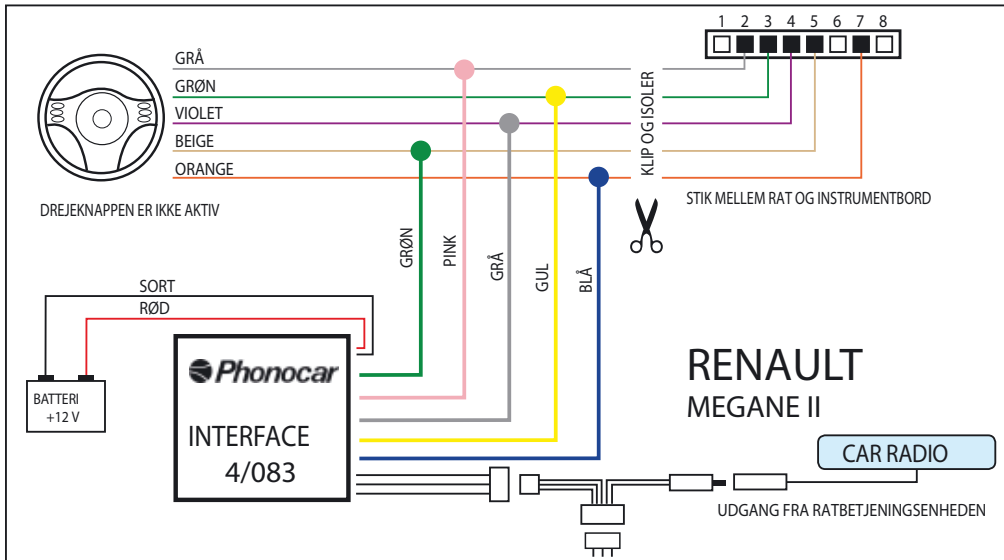 1 2 3 4 5 6 7 8
GRÅ
GRØN
VIOLET
BEIGE
ORANGE
KLIP OG ISOLER
DREJEKNAPPEN ER IKKE AKTIV
STIK MELLEM RAT OG INSTRUMENTBORD
GRØN
PINK
GRÅ
GUL
BLÅ
SORT
RØD
BATTERI
+12 V
Phonocar
INTERFACE
4/083
RENAULT
MEGANE II
CAR RADIO
UDGANG FRA RATBETJENINGSENHEDEN